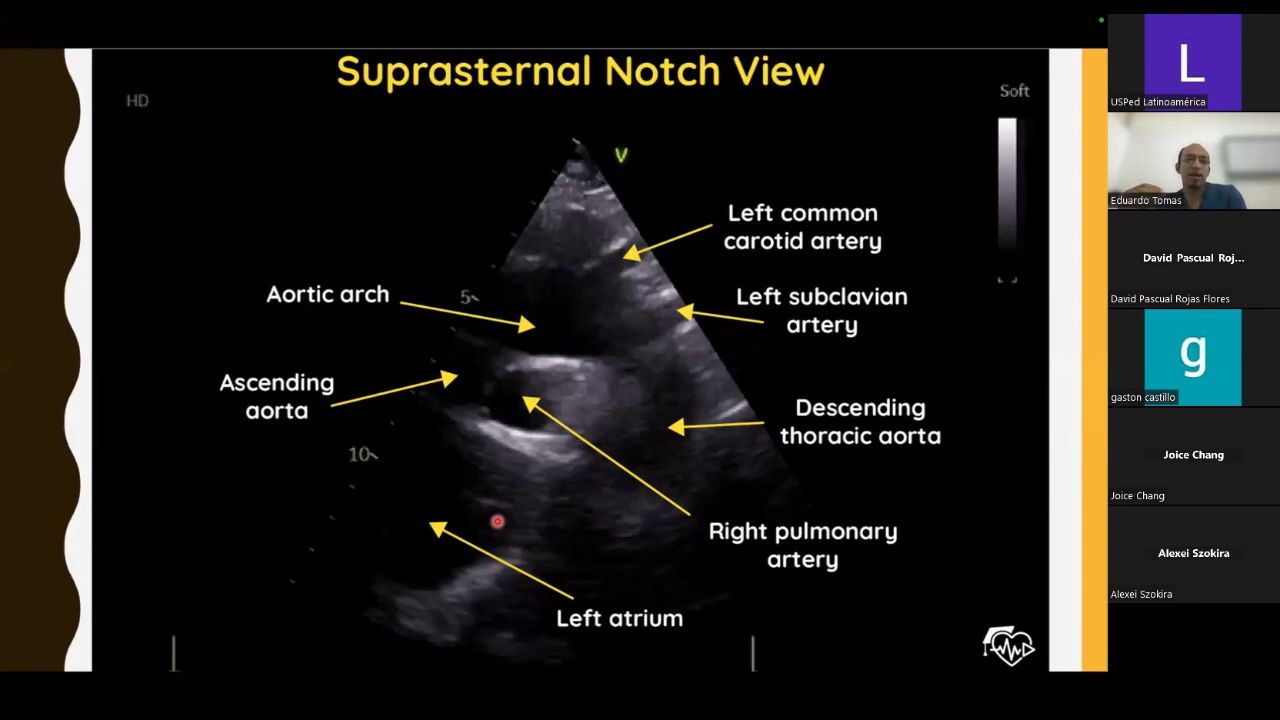 Suprasternal Notch View
HD
Soft
V
Left common
carotid artery
Aortic arch
5
Left subclavian
artery
Ascending
aorta
Descending
thoracic aorta
10
Right pulmonary
artery
Left atrium
L
USPed Latinoamérica
Eduardo Tomas
David Pascual Roj...
David Pascual Rojas Flores
g
gaston castillo
Joice Chang
Joice Chang
Alexei Szokira
Alexei Szokira